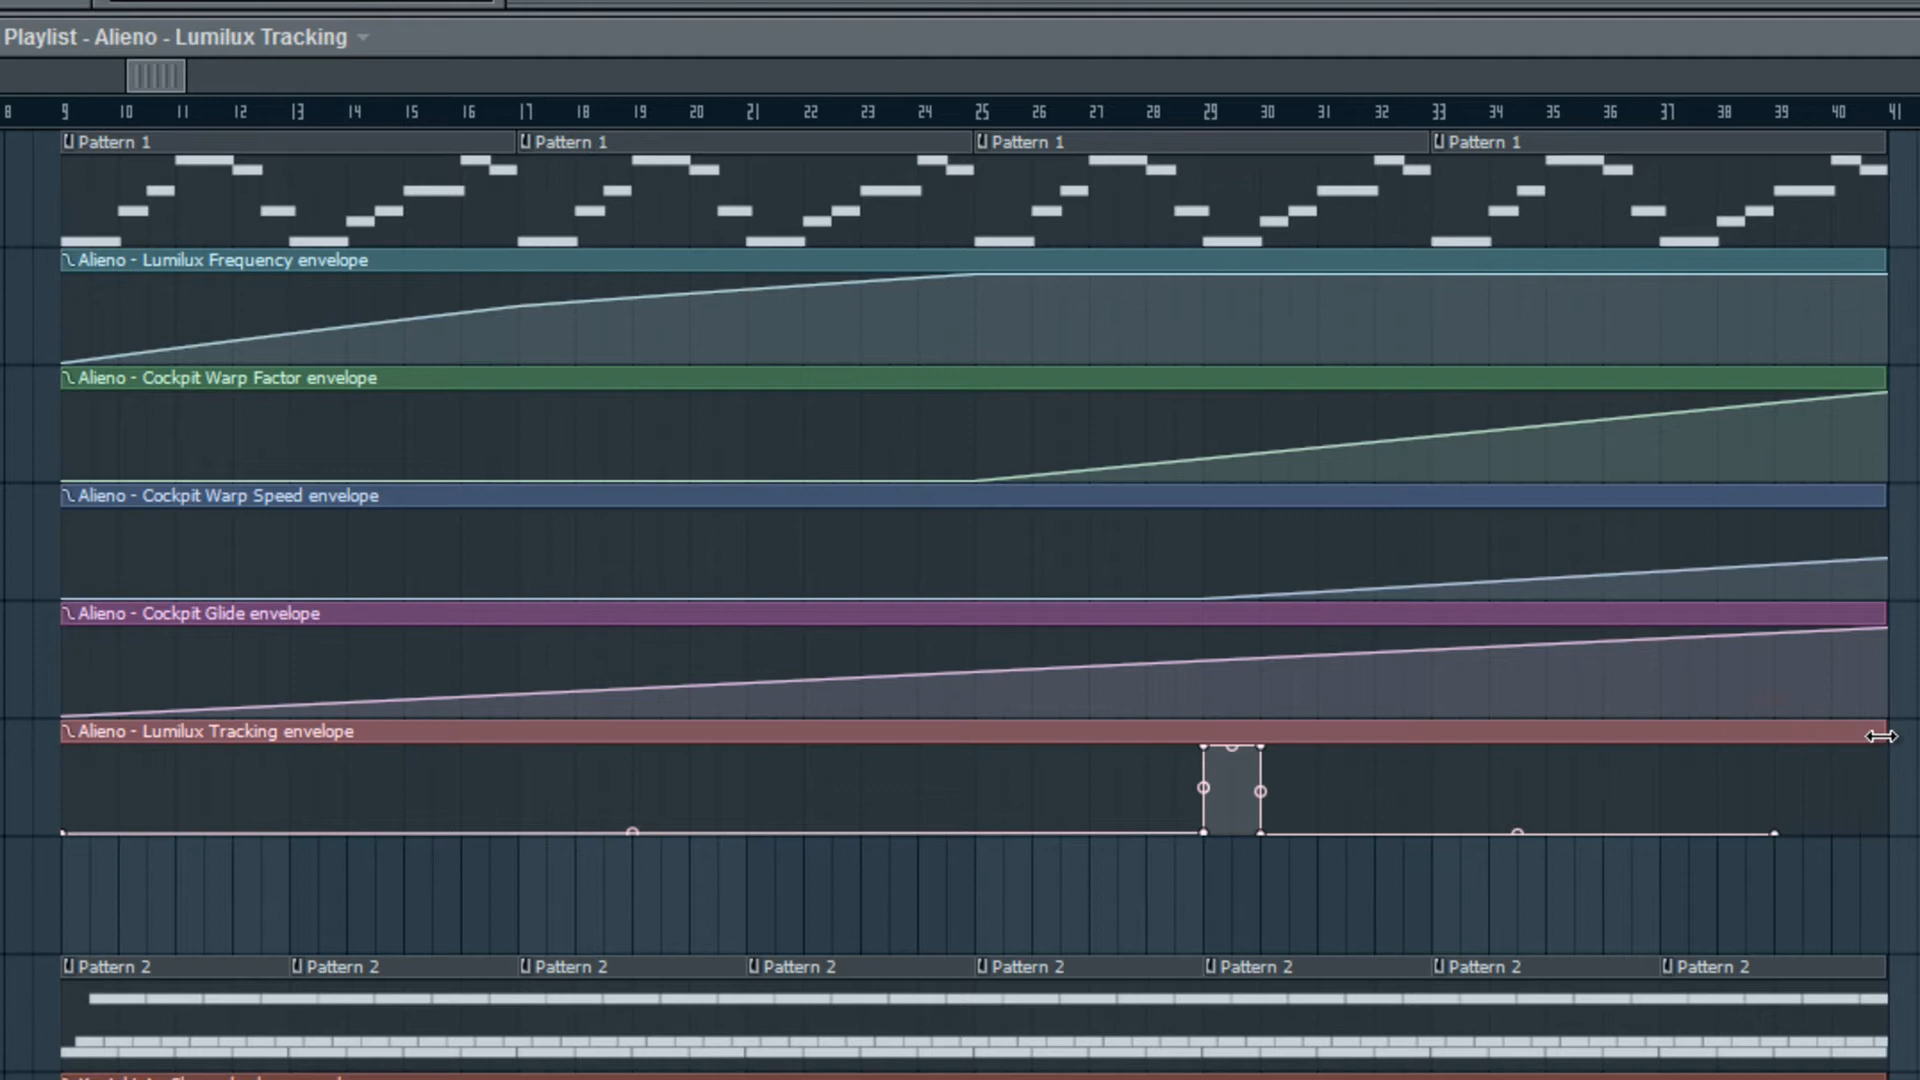 Playlist - Alieno - Lumilux Tracking
8 9 10 11 12 13 14 15 16 17 18 19 20 21 22 23 24 25 26 27 28 29 30 31 32 33 34 35 36 37 38 39 40 41
Pattern 1 Pattern 1 Pattern 1 Pattern 1
Alieno - Lumilux Frequency envelope
Alieno - Cockpit Warp Factor envelope
Alieno - Cockpit Warp Speed envelope
Alieno - Cockpit Glide envelope
Alieno - Lumilux Tracking envelope
Pattern 2 Pattern 2 Pattern 2 Pattern 2 Pattern 2 Pattern 2 Pattern 2 Pattern 2